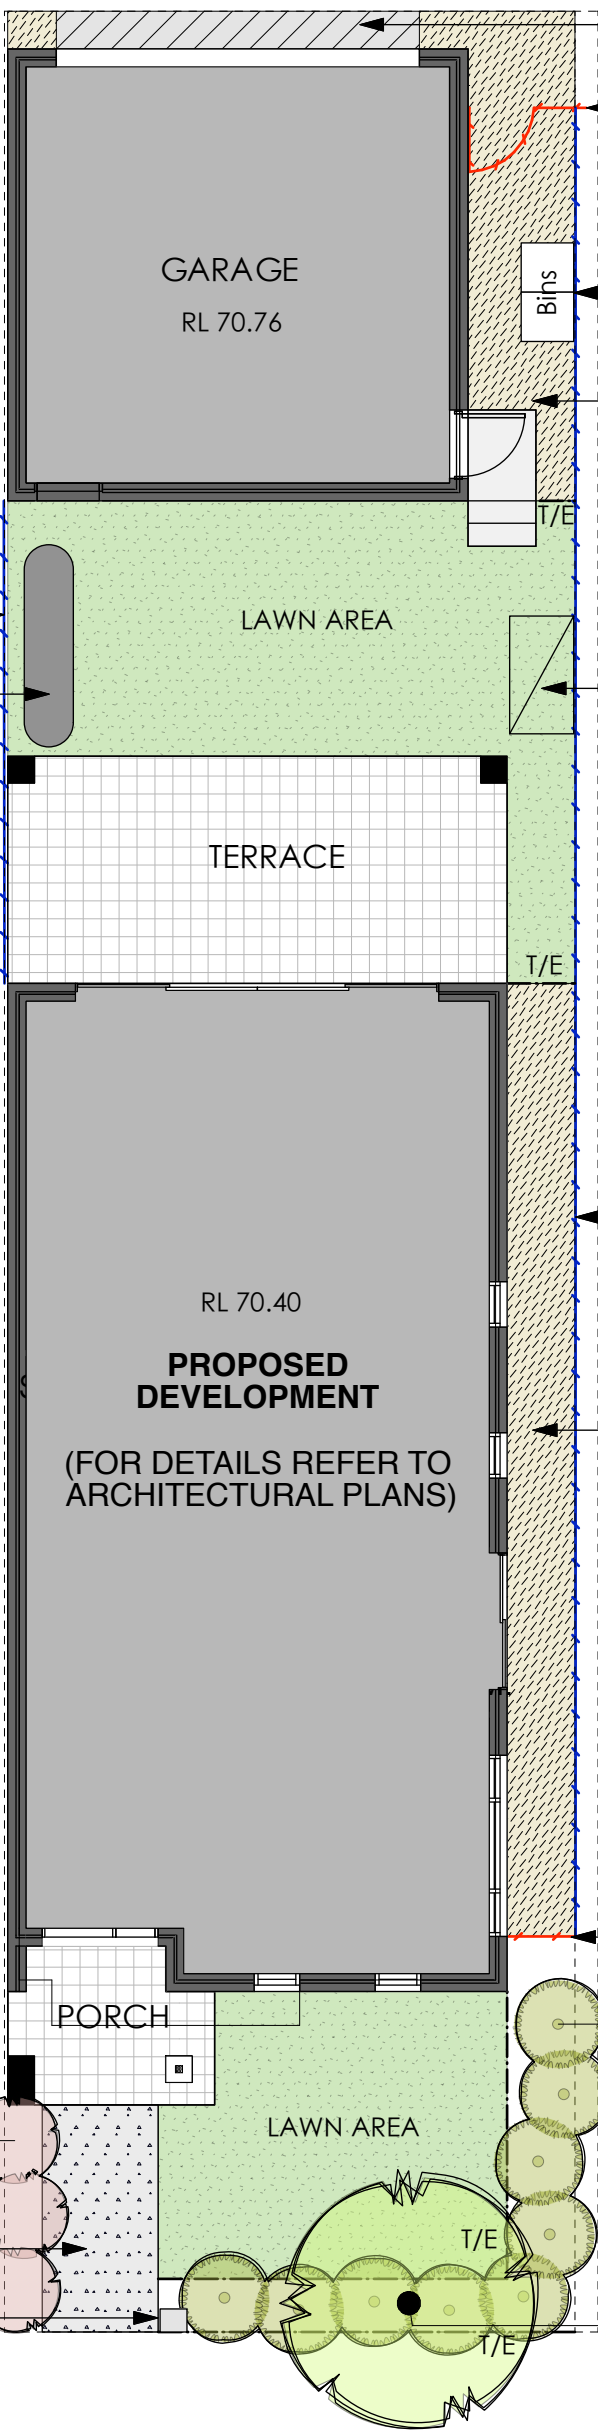 GARAGE
RL 70.76
Bins
T/E
LAWN AREA
TERRACE
T/E
RL 70.40
PROPOSED
DEVELOPMENT
(FOR DETAILS REFER TO
ARCHITECTURAL PLANS)
PORCH
LAWN AREA
T/E
T/E